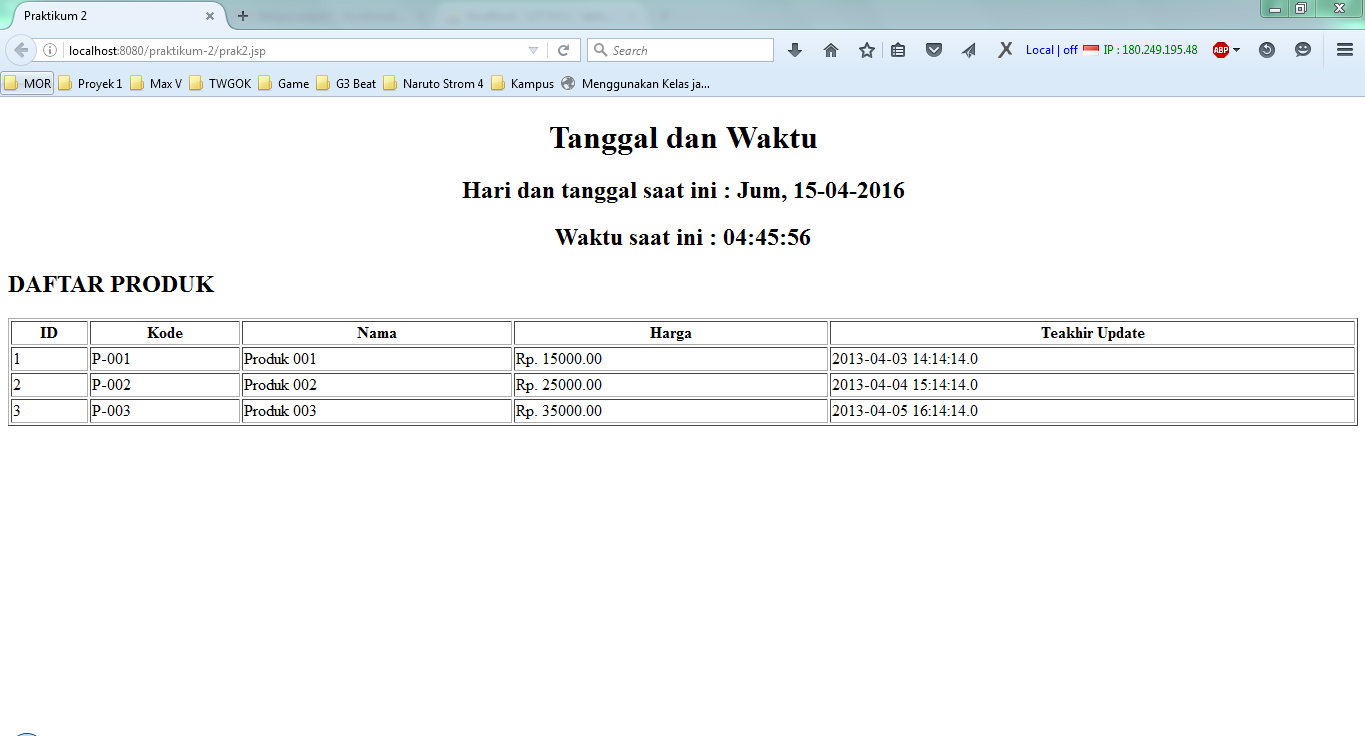 Praktikum 2
localhost:8080/praktikum-2/prak2.jsp
Search
Local | off
IP : 180.249.195.48
ABP
MOR
Proyek 1
Max V
TWGOK
Game
G3 Beat
Naruto Strom 4
Kampus
Menggunakan Kelas ja...
Tanggal dan Waktu
Hari dan tanggal saat ini : Jum, 15-04-2016
Waktu saat ini : 04:45:56
DAFTAR PRODUK
ID Kode Nama Harga Teakhir Update
1 P-001 Produk 001 Rp. 15000.00 2013-04-03 14:14:14.0
2 P-002 Produk 002 Rp. 25000.00 2013-04-04 15:14:14.0
3 P-003 Produk 003 Rp. 35000.00 2013-04-05 16:14:14.0